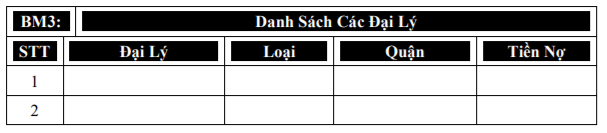 BM3: Danh Sách Các Đại Lý
STT Đại Lý Loại Quận Tiền Nợ
1
2